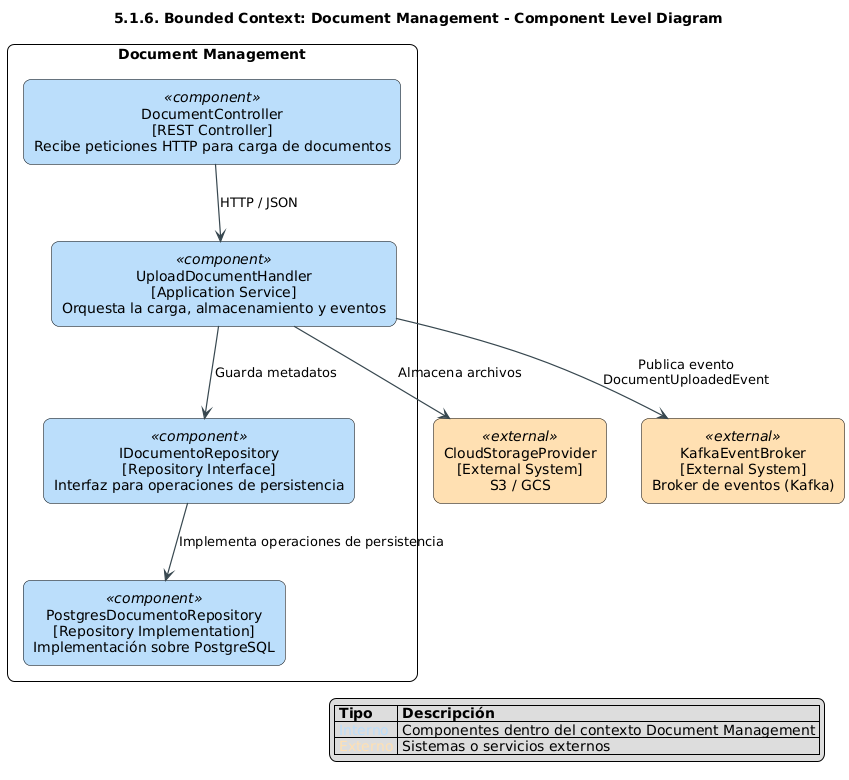 5.1.6. Bounded Context: Document Management - Component Level Diagram
Document Management
«component»
DocumentController
[REST Controller]
Recibe peticiones HTTP para carga de documentos
HTTP / JSON
«component»
UploadDocumentHandler
[Application Service]
Orquesta la carga, almacenamiento y eventos
Guarda metadatos
Almacena archivos
Publica evento
DocumentUploadedEvent
«component»
IDocumentoRepository
[Repository Interface]
Interfaz para operaciones de persistencia
«external»
CloudStorageProvider
[External System]
S3 / GCS
«external»
KafkaEventBroker
[External System]
Broker de eventos (Kafka)
Implementa operaciones de persistencia
«component»
PostgresDocumentoRepository
[Repository Implementation]
Implementación sobre PostgreSQL
Tipo Descripción
Interno Componentes dentro del contexto Document Management
Externo Sistemas o servicios externos